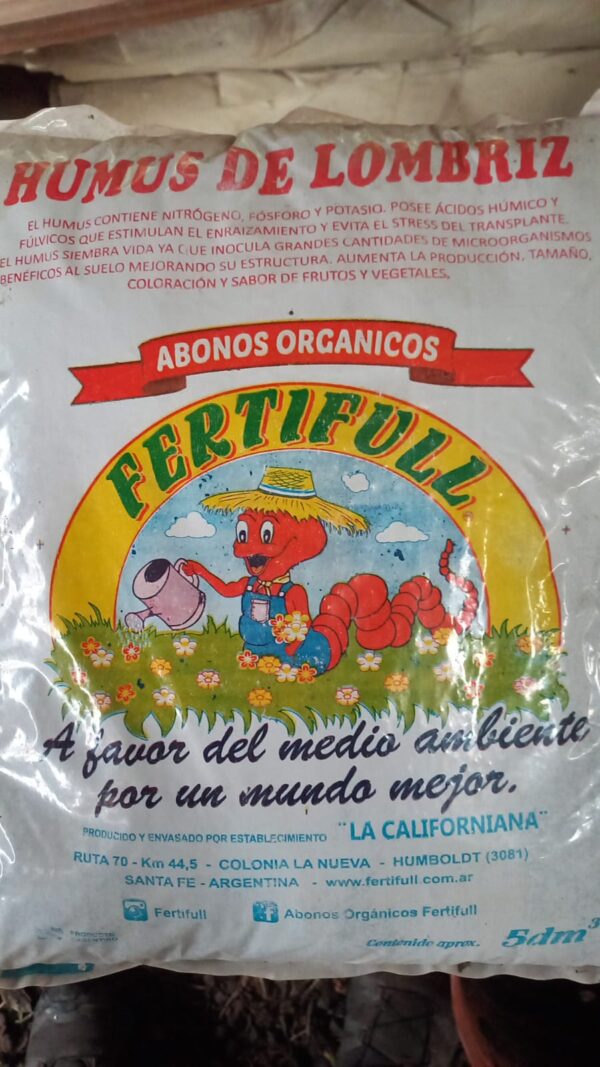 HUMUS DE LOMBRIZ
EL HUMUS CONTIENE NITRÓGENO, FÓSFORO Y POTASIO. POSEE ÁCIDOS HÚMICO Y
FÚLVICOS QUE ESTIMULAN EL ENRAIZAMIENTO Y EVITA EL STRESS DEL TRANSPLANTE.
EL HUMUS SIEMBRA VIDA YA QUE INOCULA GRANDES CANTIDADES DE MICROORGANISMOS
BENÉFICOS AL SUELO MEJORANDO SU ESTRUCTURA. AUMENTA LA PRODUCCIÓN, TAMAÑO,
COLORACIÓN Y SABOR DE FRUTOS Y VEGETALES.
ABONOS ORGANICOS
FERTIFULL
A favor del medio ambiente
por un mundo mejor.
PRODUCIDO Y ENVASADO POR ESTABLECIMIENTO "LA CALIFORNIANA"
RUTA 70 - Km 44,5 - COLONIA LA NUEVA - HUMBOLDT (3081)
SANTA FE - ARGENTINA - www.fertifull.com.ar
Fertifull Abonos Orgánicos Fertifull
Contenido aprox. 5dm³